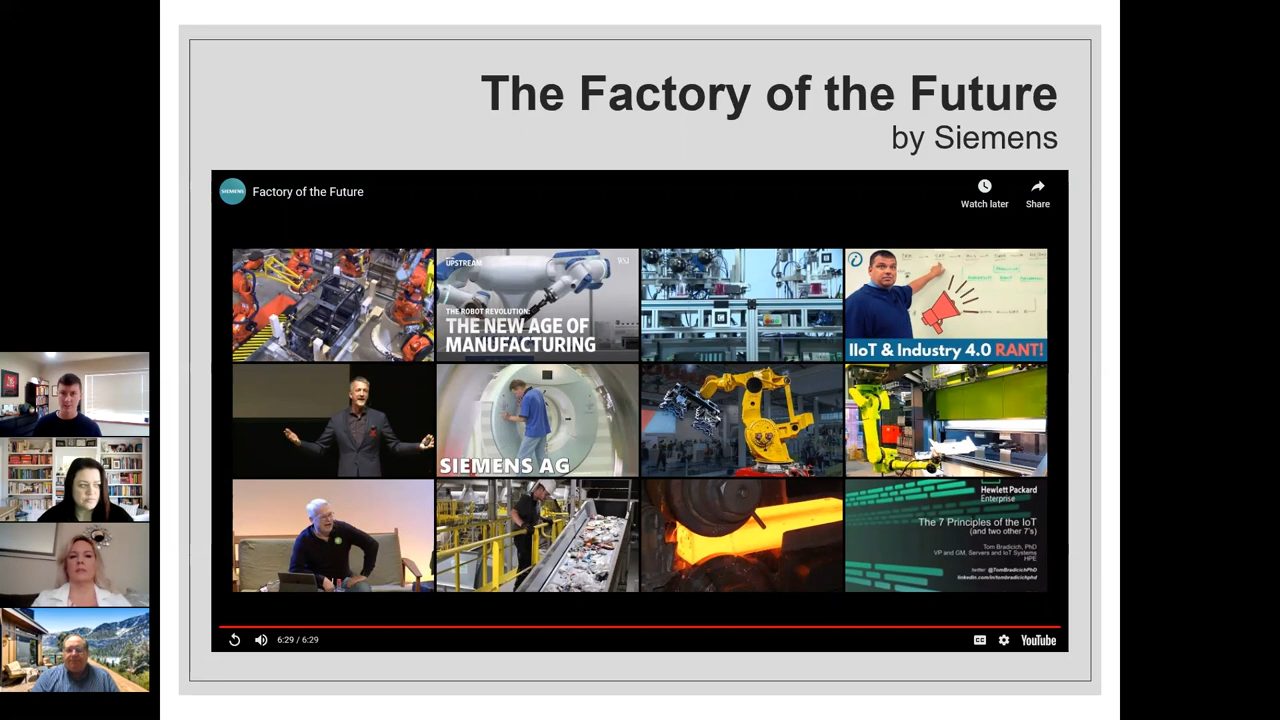 The Factory of the Future
by Siemens
SIEMENS
Factory of the Future
Watch later
Share
UPSTREAM
WSJ
THE ROBOT REVOLUTION:
THE NEW AGE OF
MANUFACTURING
IIoT & Industry 4.0 RANT!
SIEMENS AG
Hewlett Packard
Enterprise
The 7 Principles of the IoT
(and two other 7's)
Tom Bradicich, PhD
VP and GM, Servers and IoT Systems
HPE
twitter @TomBradicichPhD
linkedin.com/in/tombradicichphd
6:29 / 6:29
CC
YouTube